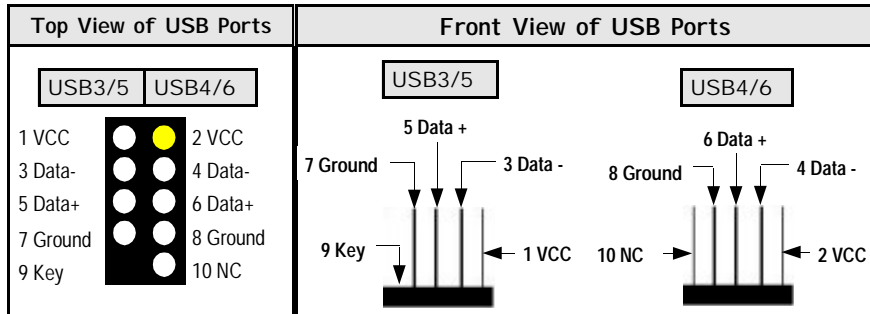 Top View of USB Ports
USB3/5 USB4/6
1 VCC 2 VCC
3 Data- 4 Data-
5 Data+ 6 Data+
7 Ground 8 Ground
9 Key 10 NC
Front View of USB Ports
USB3/5
5 Data +
7 Ground 3 Data -
9 Key 1 VCC
USB4/6
6 Data +
8 Ground 4 Data -
10 NC 2 VCC